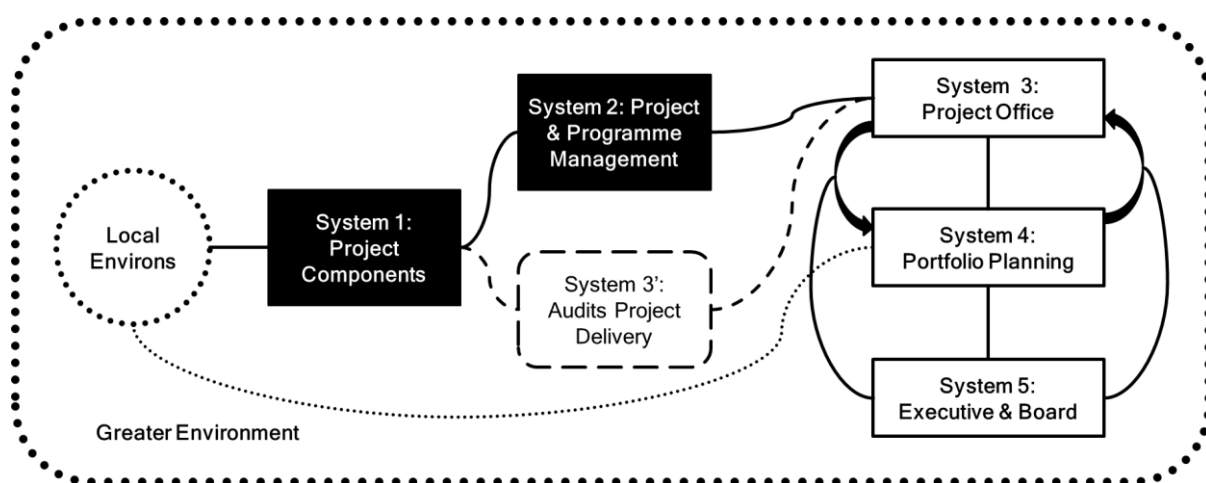 Local
Environs
System 1:
Project
Components
System 2: Project
& Programme
Management
System 3':
Audits Project
Delivery
System 3:
Project Office
System 4:
Portfolio Planning
System 5:
Executive & Board
Greater Environment